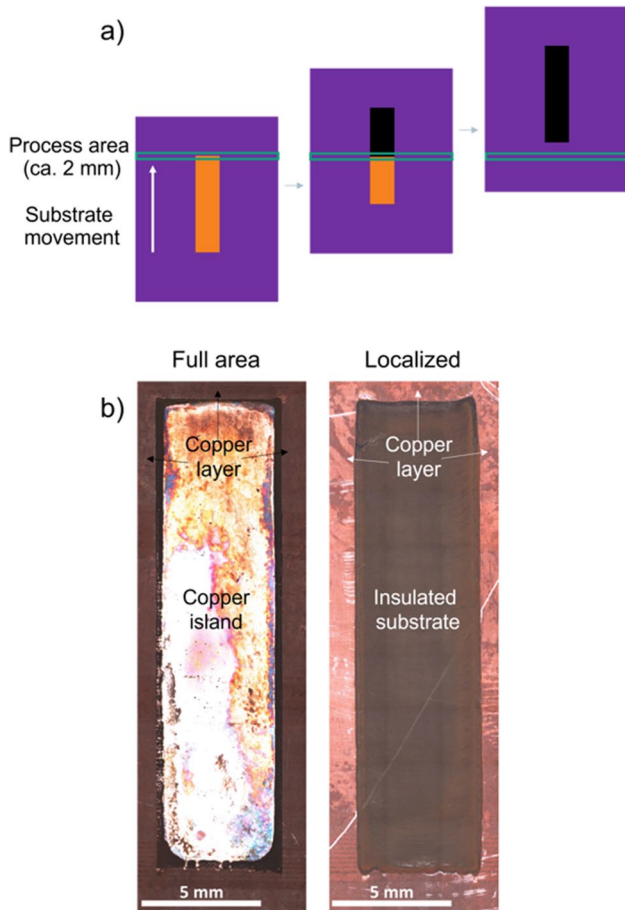 a)
Process area
(ca. 2 mm)
Substrate
movement
Full area
Localized
b)
Copper
layer
Copper
layer
Copper
island
Insulated
substrate
5 mm
5 mm